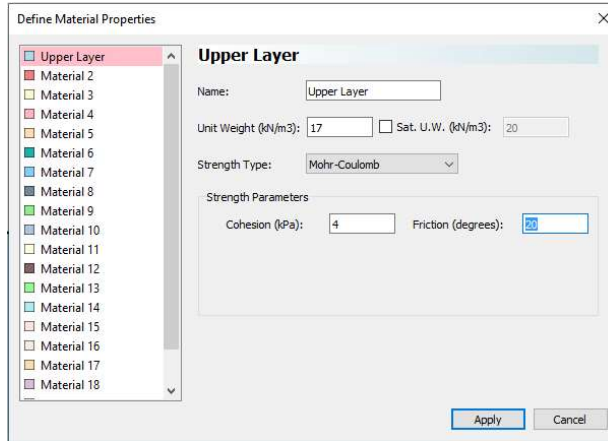 Define Material Properties
Upper Layer
Material 2
Material 3
Material 4
Material 5
Material 6
Material 7
Material 8
Material 9
Material 10
Material 11
Material 12
Material 13
Material 14
Material 15
Material 16
Material 17
Material 18
Upper Layer
Name: Upper Layer
Unit Weight (kN/m3): 17 Sat. U.W. (kN/m3): 20
Strength Type: Mohr-Coulomb
Strength Parameters
Cohesion (kPa): 4 Friction (degrees): 20
Apply Cancel